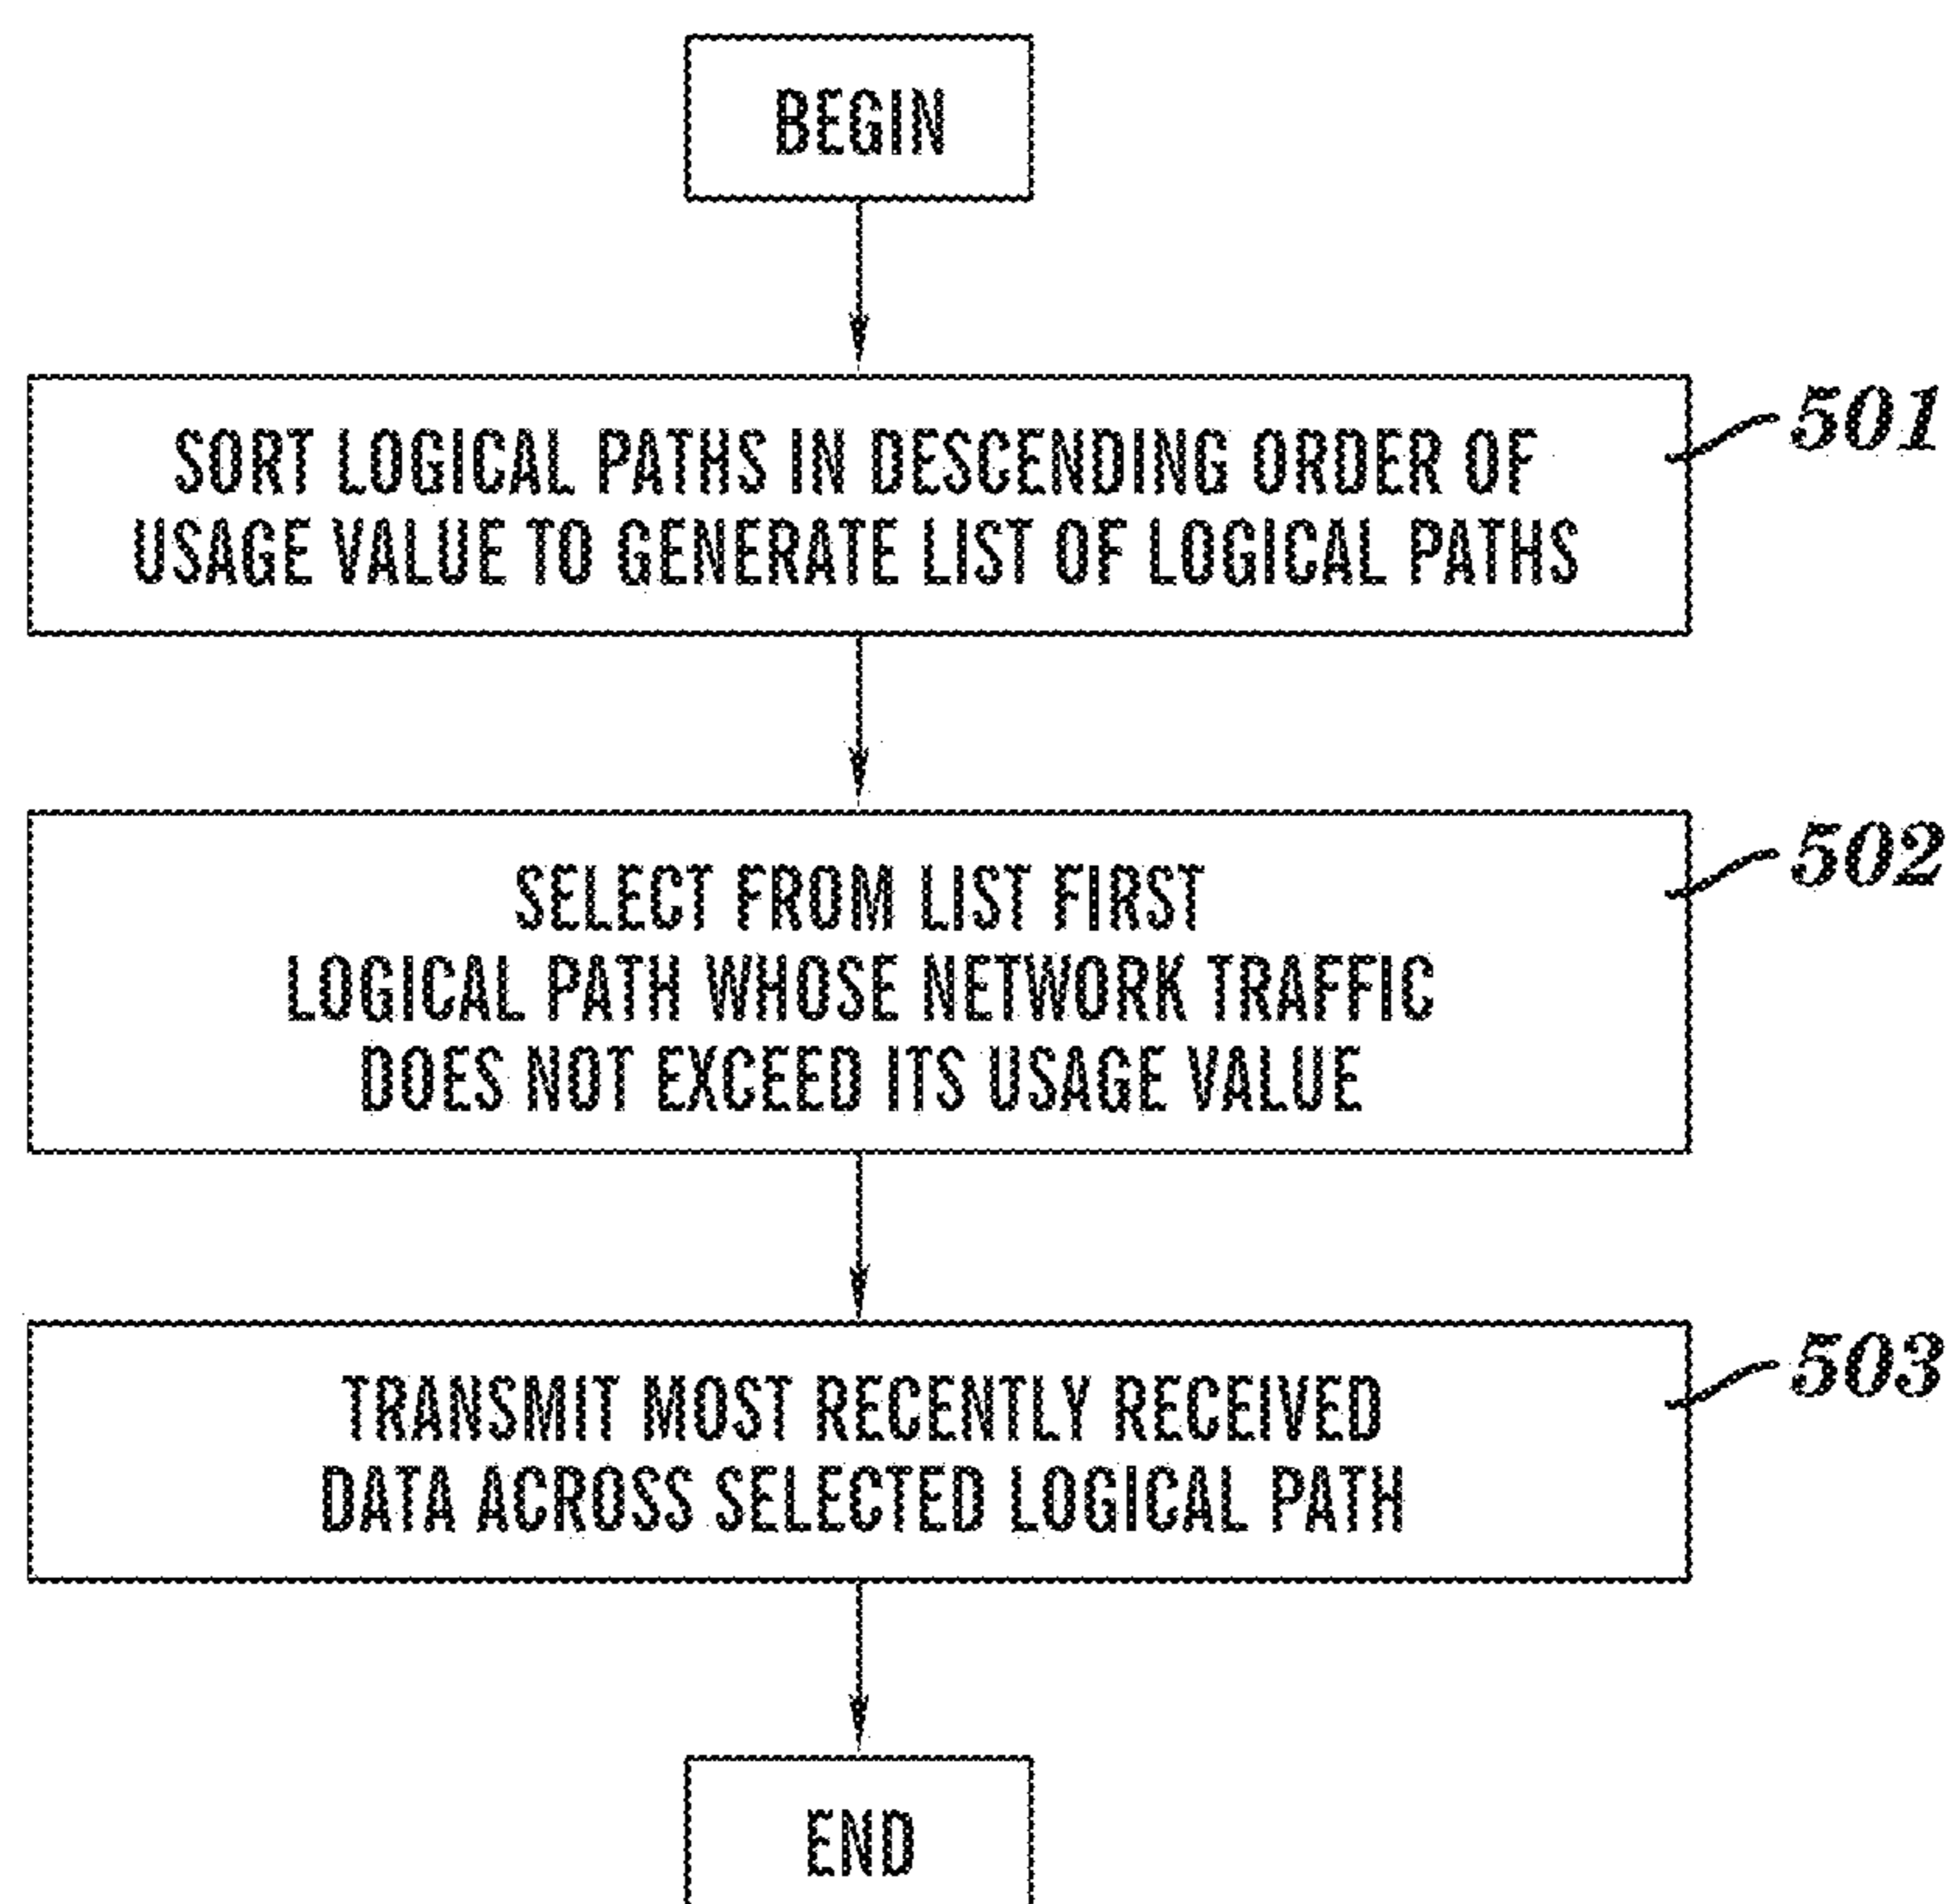 BEGIN
SORT LOGICAL PATHS IN DESCENDING ORDER OF
USAGE VALUE TO GENERATE LIST OF LOGICAL PATHS
501
SELECT FROM LIST FIRST
LOGICAL PATH WHOSE NETWORK TRAFFIC
DOES NOT EXCEED ITS USAGE VALUE
502
TRANSMIT MOST RECENTLY RECEIVED
DATA ACROSS SELECTED LOGICAL PATH
503
END